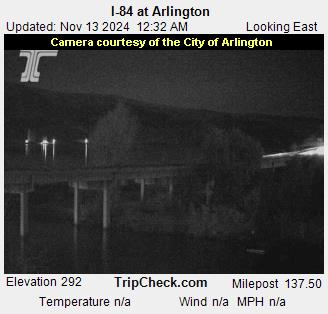 I-84 at Arlington
Updated: Nov 13 2024 12:32 AM Looking East
Camera courtesy of the City of Arlington
Elevation 292 TripCheck.com Milepost 137.50
Temperature n/a Wind n/a MPH n/a